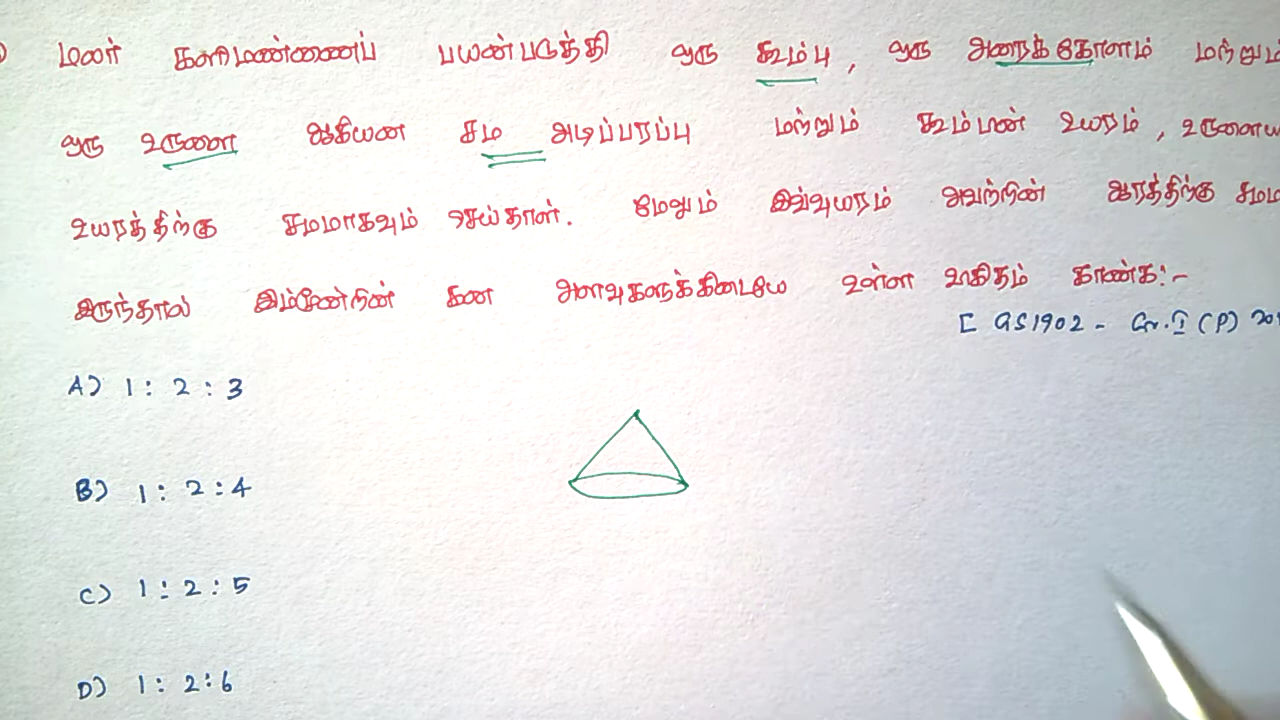 மலர் களிமண்ணைப் பயன்படுத்தி ஒரு கூம்பு, ஒரு அரைக்கோளம் மற்றும்
ஒரு உருளை ஆகியன சம அடிப்பரப்பு மற்றும் கூம்பின் உயரம், உருளைய
உயரத்திற்கு சமமாகவும் செய்தாள். மேலும் இவ்வுயரம் அவற்றின் ஆரத்திற்கு சமம
இருந்தால் இம்மூன்றின் கன அளவுகளுக்கிடையே உள்ள விகிதம் காண்க:-
[ GS1902 - Gr.I (P) 20
A) 1 : 2 : 3
B) 1 : 2 : 4
C) 1 : 2 : 5
D) 1 : 2 : 6